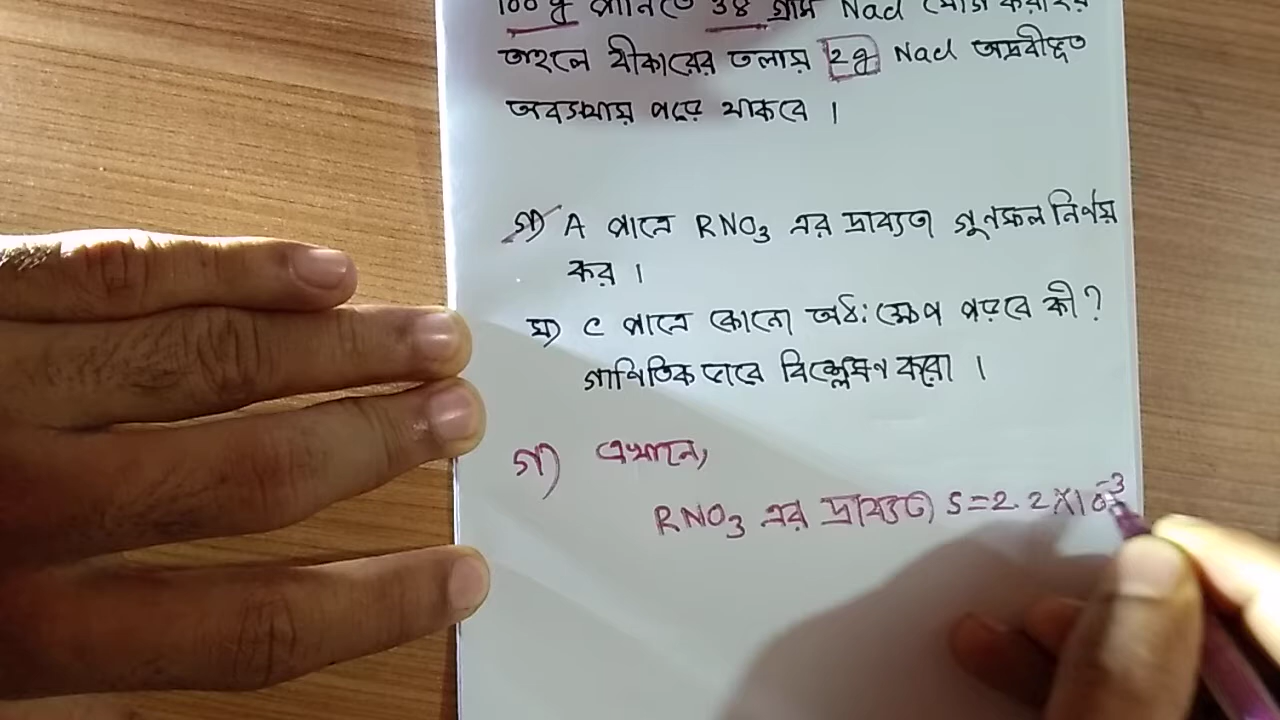 100 g পানিতে 38 গ্রাম Nacl যোগ করা হয়
তাহলে বীকারের তলায় 2g Nacl অদ্রবীভূত
অবস্থায় পড়ে থাকবে ।
গ) A পাত্রে RNO3 এর দ্রাব্যতা গুণফল নির্ণয়
কর ।
ঘ) C পাত্রে কোনো অধঃক্ষেপ পড়বে কী ?
গাণিতিক ভাবে বিশ্লেষণ করো ।
গ) এখানে,
RNO3 এর দ্রাব্যতা S=2.2×10-3